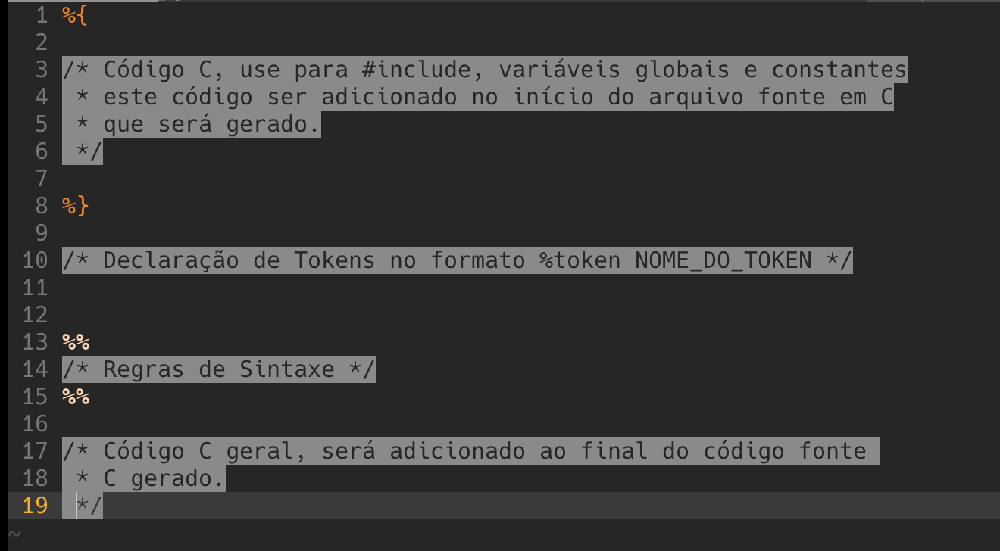 1 %{
2
3 /* Código C, use para #include, variáveis globais e constantes
4  * este código ser adicionado no início do arquivo fonte em C
5  * que será gerado.
6  */
7
8 %}
9
10 /* Declaração de Tokens no formato %token NOME_DO_TOKEN */
11
12
13 %%
14 /* Regras de Sintaxe */
15 %%
16
17 /* Código C geral, será adicionado ao final do código fonte
18  * C gerado.
19  */
~